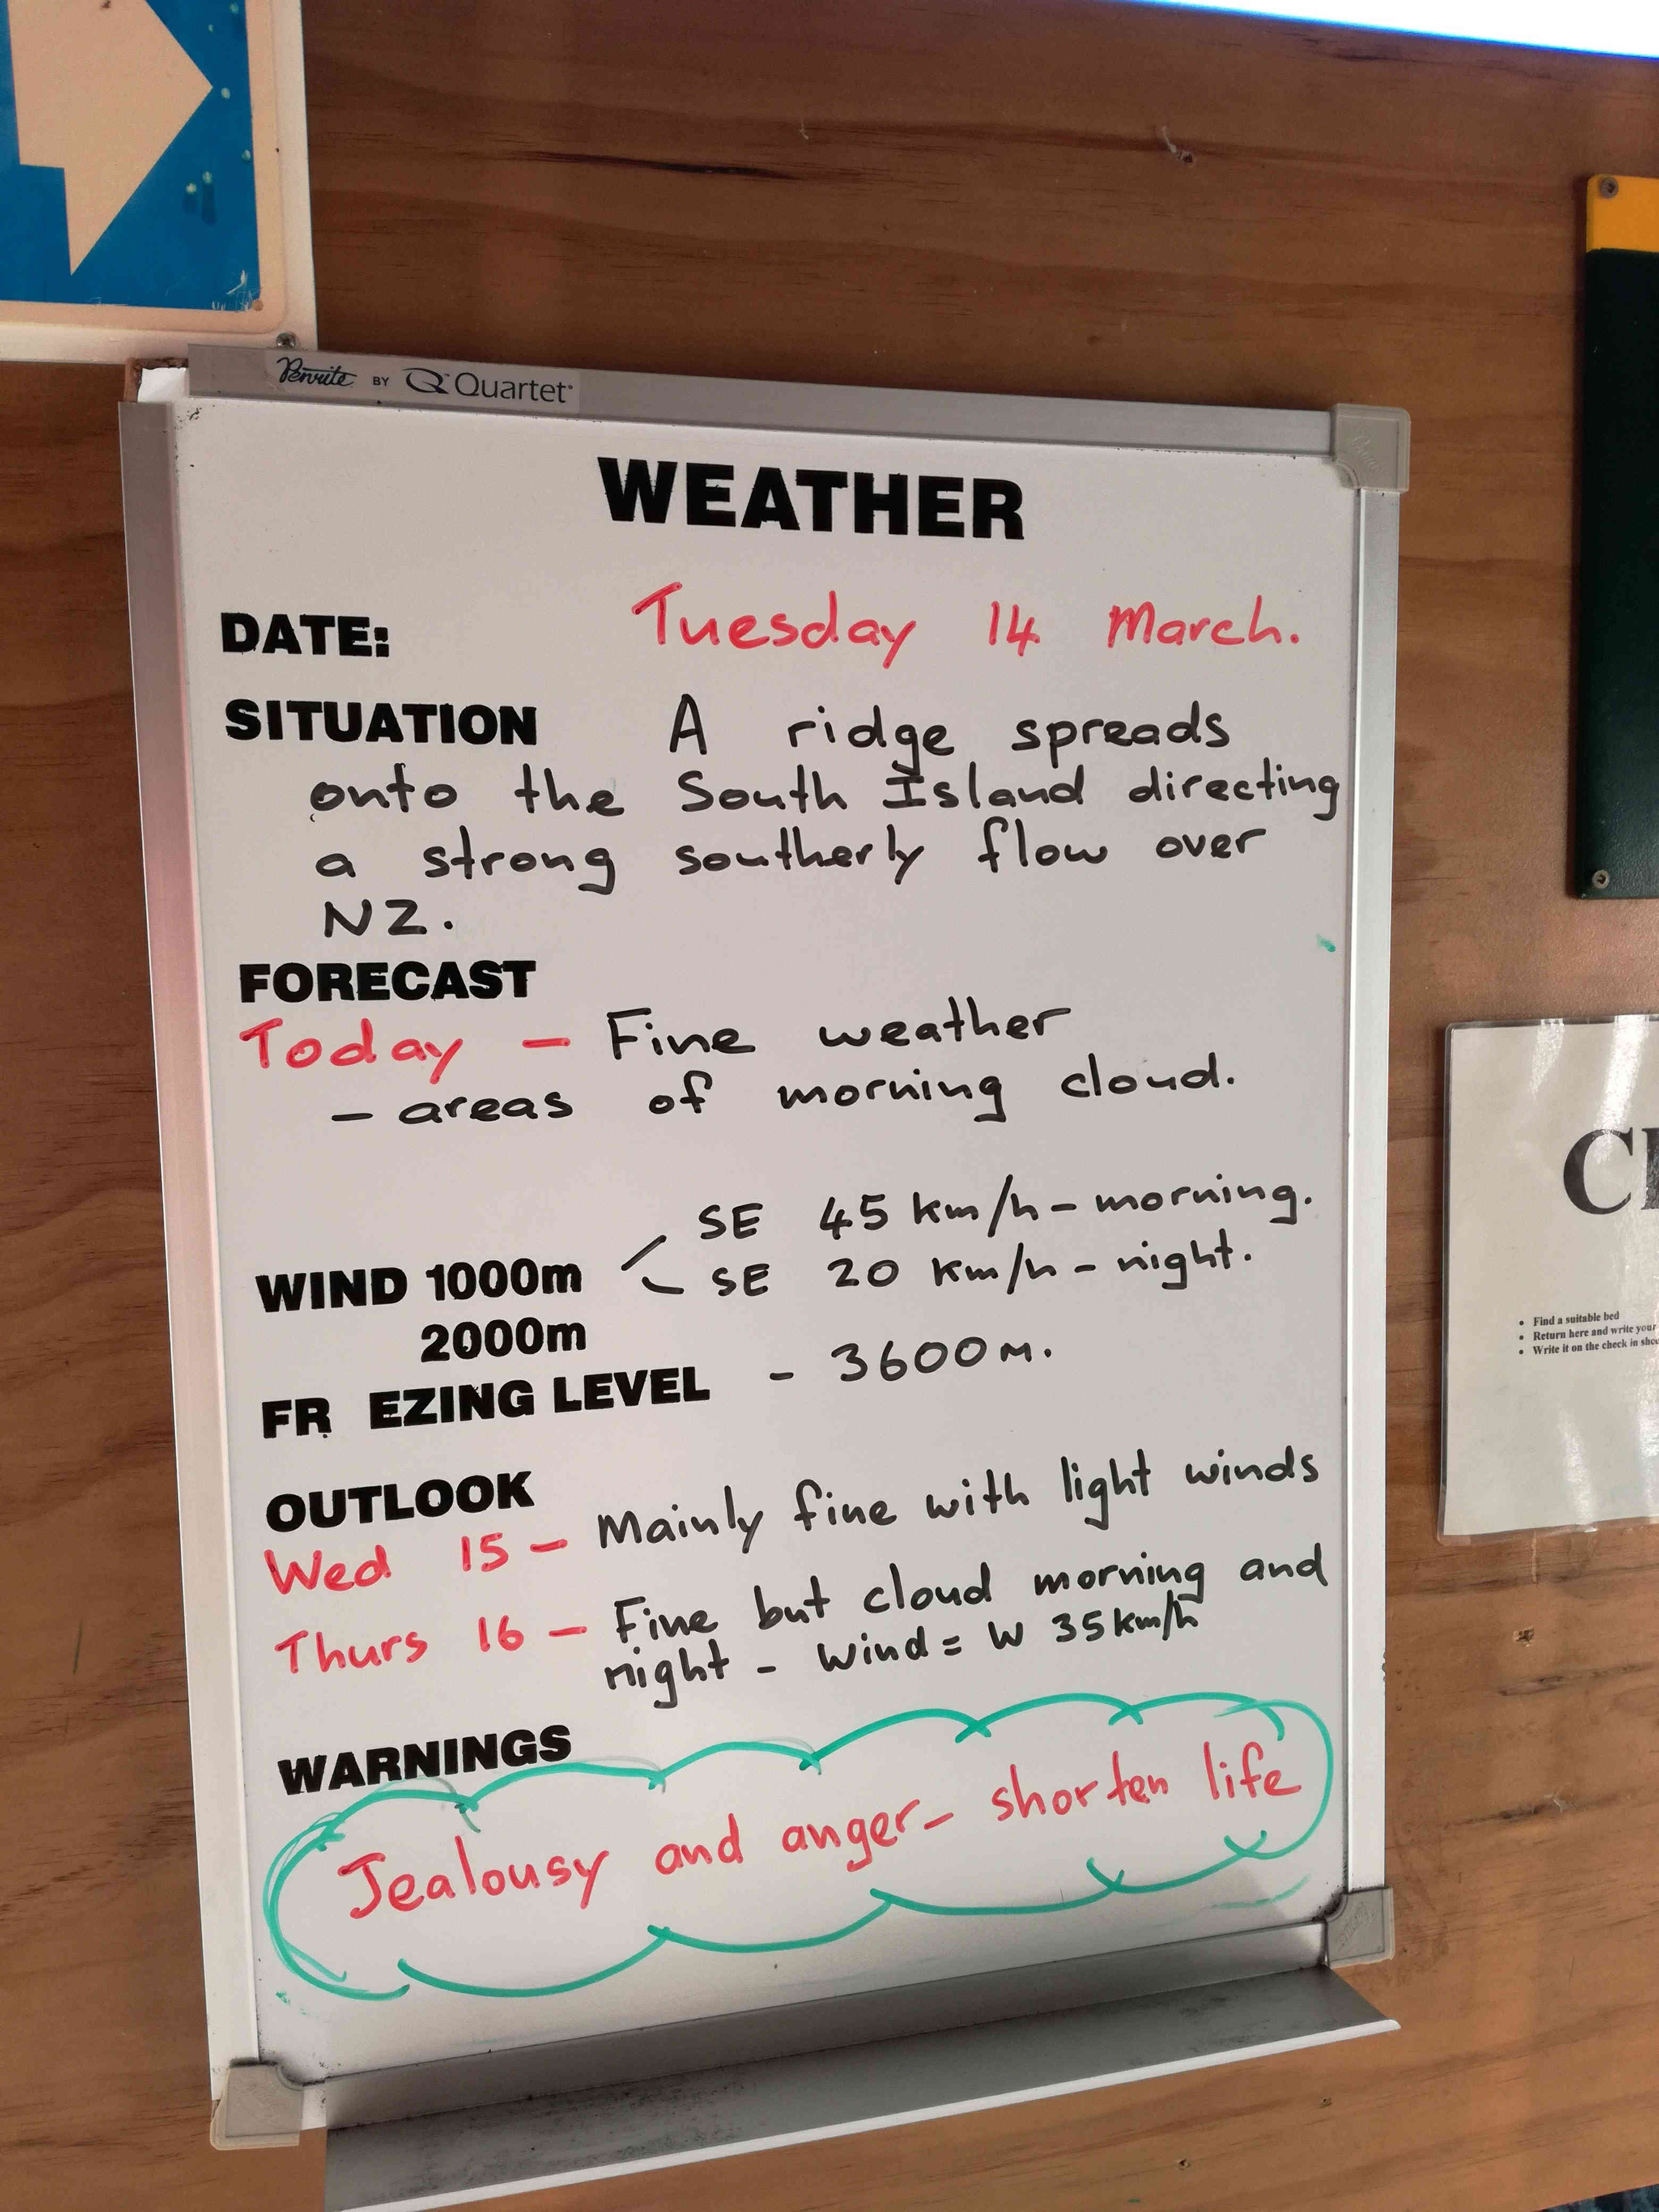 Penrite BY Quartet
WEATHER
DATE: Tuesday 14 March.
SITUATION A ridge spreads
onto the South Island directing
a strong southerly flow over
NZ.
FORECAST
Today - Fine weather
- areas of morning cloud.
SE 45 km/h - morning.
WIND 1000m < SE 20 km/h - night.
2000m
FR EZING LEVEL - 3600m.
OUTLOOK
Wed 15 - Mainly fine with light winds
Thurs 16 - Fine but cloud morning and
night - Wind = W 35 km/h
WARNINGS
Jealousy and anger - shorten life
• Find a suitable bed
• Return here and write your
• Write it on the check in